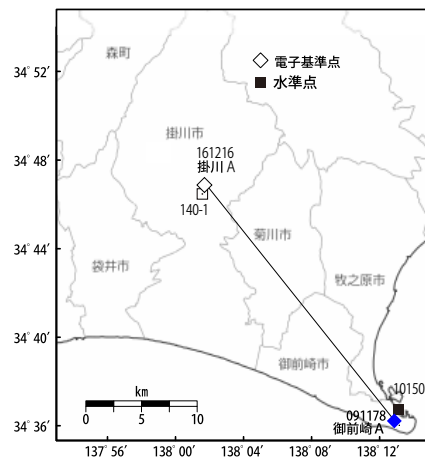 34° 52′
34° 48′
34° 44′
34° 40′
34° 36′
森町
◇ 電子基準点
■ 水準点
掛川市
161216
掛川 A
140-1
菊川市
袋井市
牧之原市
御前崎市
km
0 5 10
10150
091178
御前崎 A
137° 56′ 138° 00′ 138° 04′ 138° 08′ 138° 12′